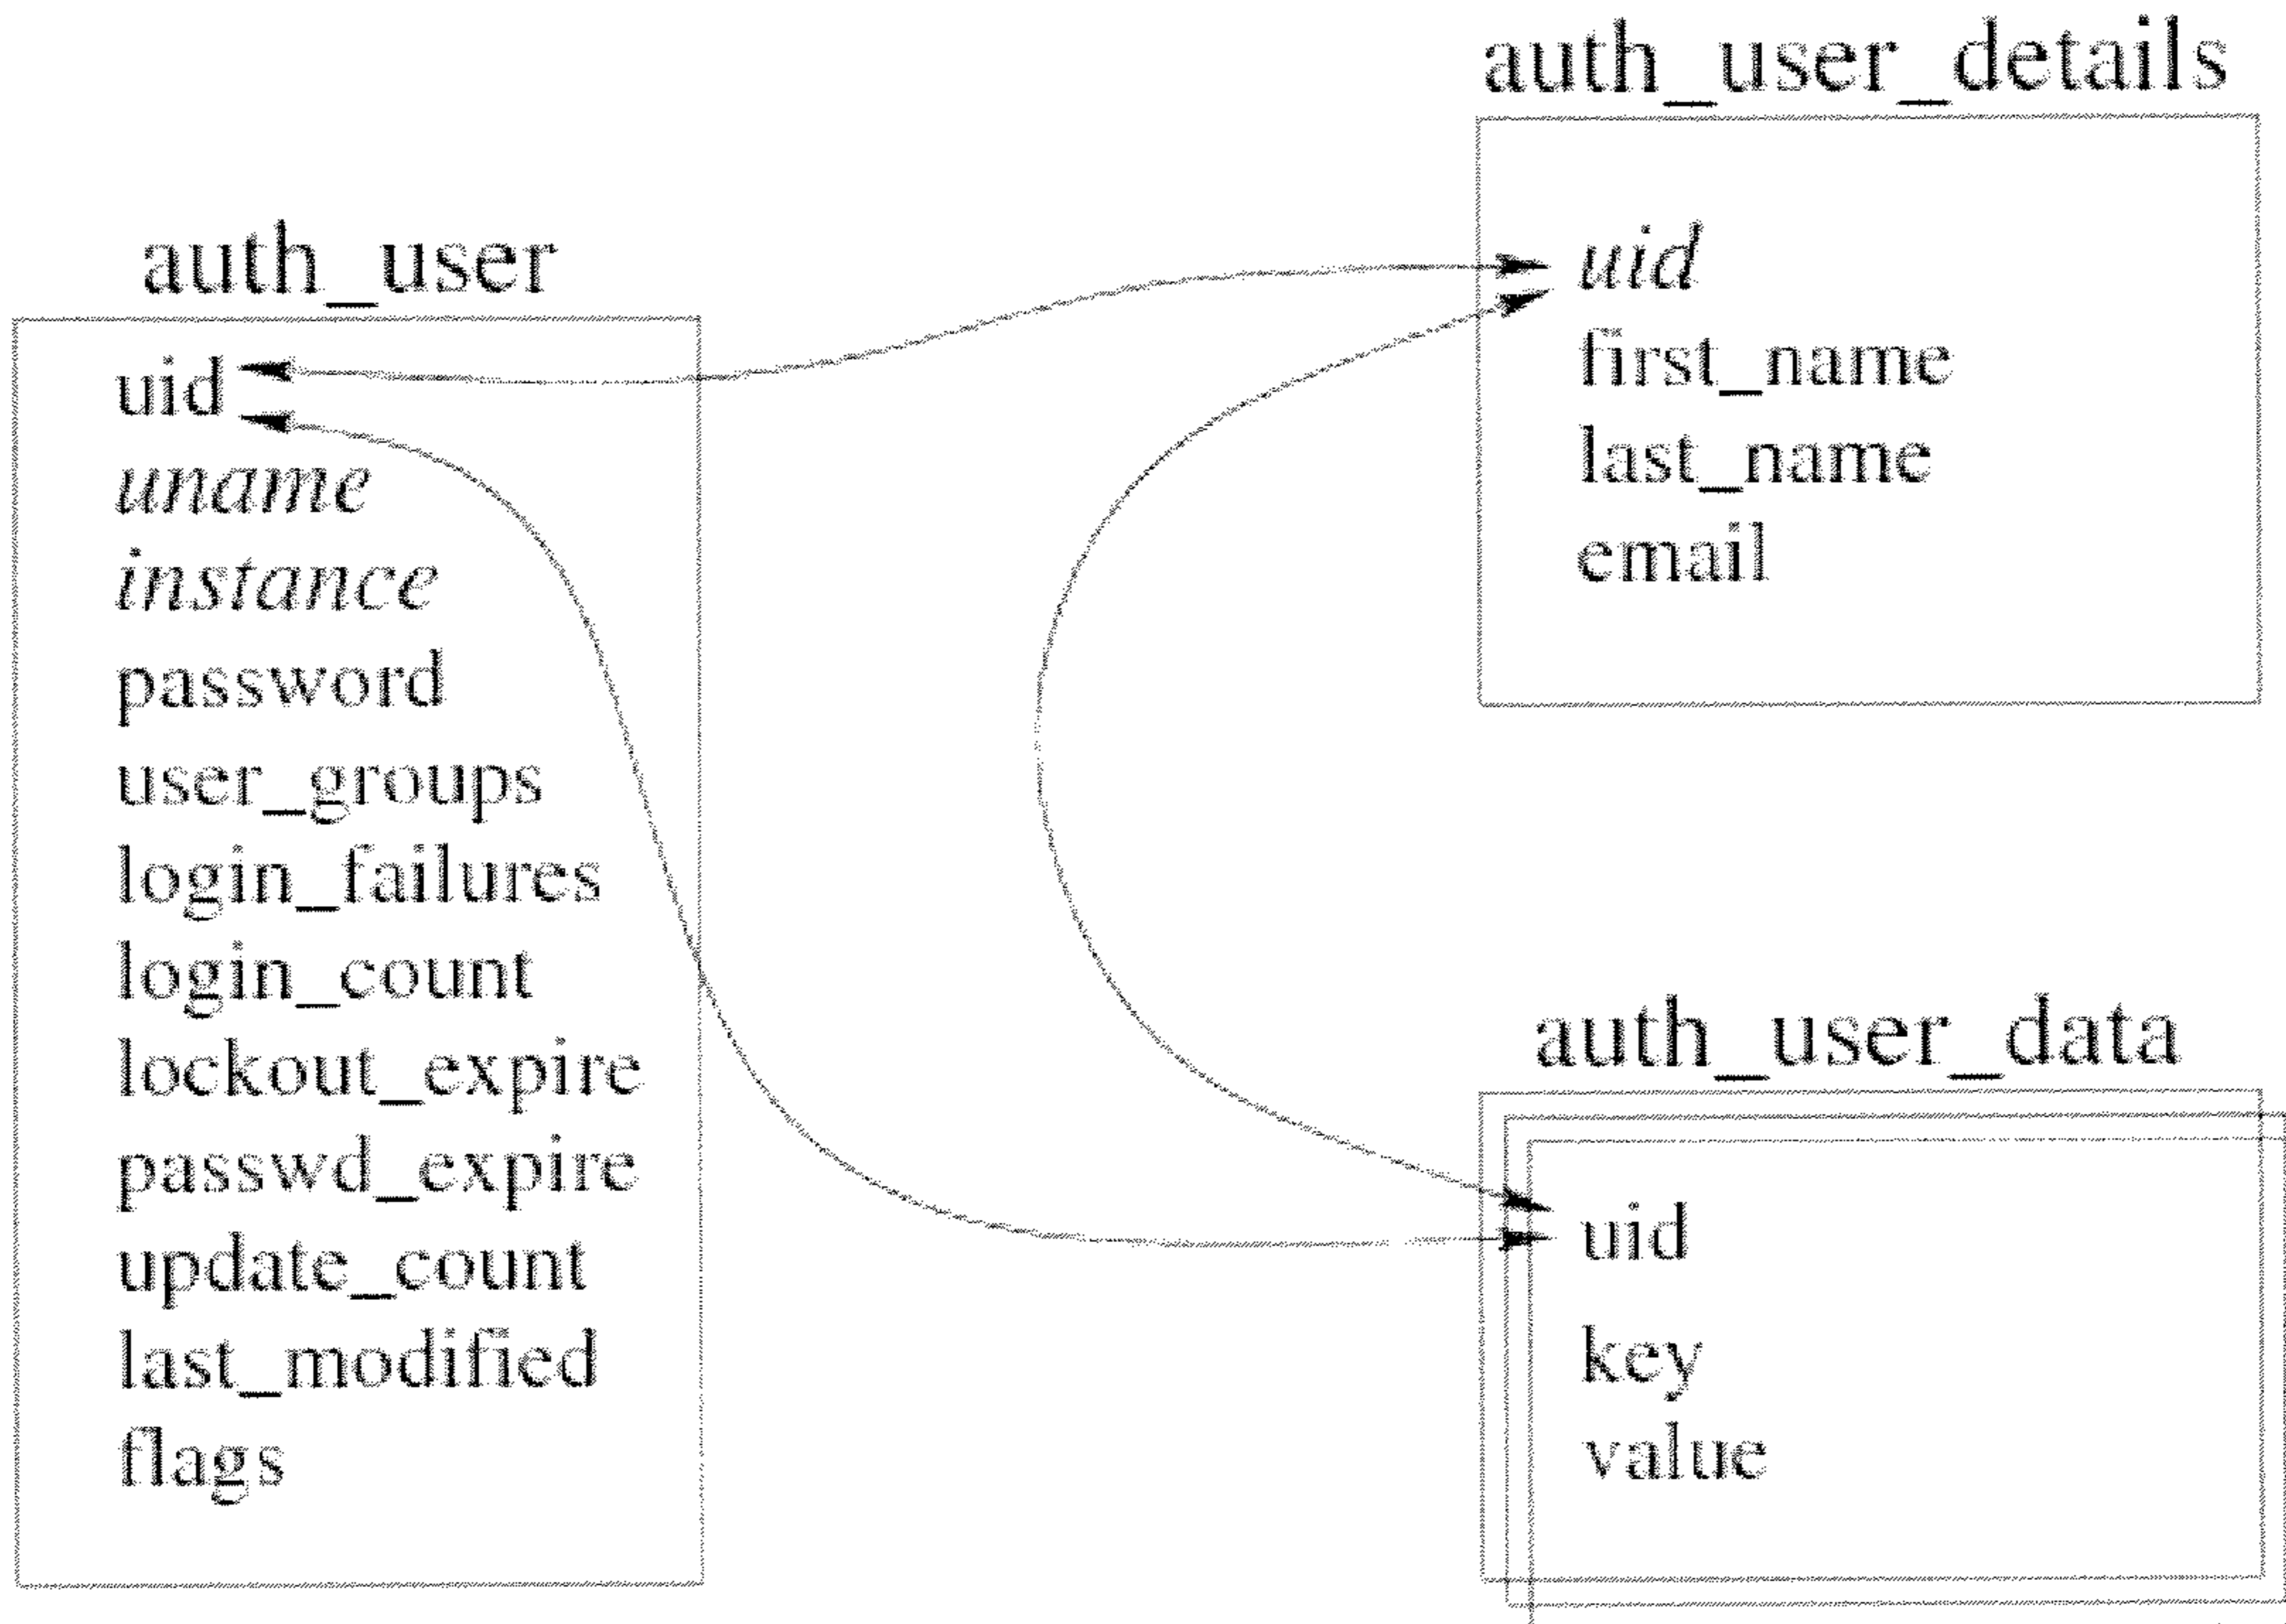 auth_user
uid
uname
instance
password
user_groups
login_failures
login_count
lockout_expire
passwd_expire
update_count
last_modified
flags
auth_user_details
uid
first_name
last_name
email
auth_user_data
uid
key
value